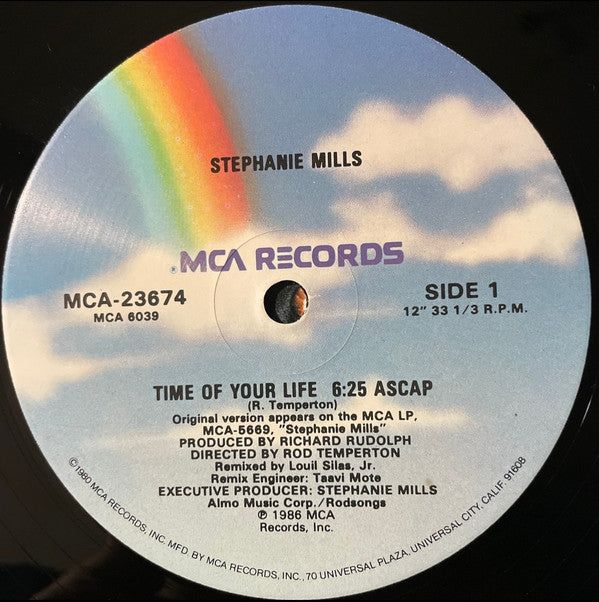 STEPHANIE MILLS
®MCA RECORDS
MCA-23674
MCA 6039
SIDE 1
12" 33 1/3 R.P.M.
TIME OF YOUR LIFE 6:25 ASCAP
(R. Temperton)
Original version appears on the MCA LP,
MCA-5669, "Stephanie Mills"
PRODUCED BY RICHARD RUDOLPH
DIRECTED BY ROD TEMPERTON
Remixed by Louil Silas, Jr.
Remix Engineer: Taavi Mote
EXECUTIVE PRODUCER: STEPHANIE MILLS
Almo Music Corp./Rodsongs
℗ 1986 MCA
Records, Inc.
©1980 MCA RECORDS, INC. MFD. BY MCA RECORDS, INC., 70 UNIVERSAL PLAZA, UNIVERSAL CITY, CALIF. 91608